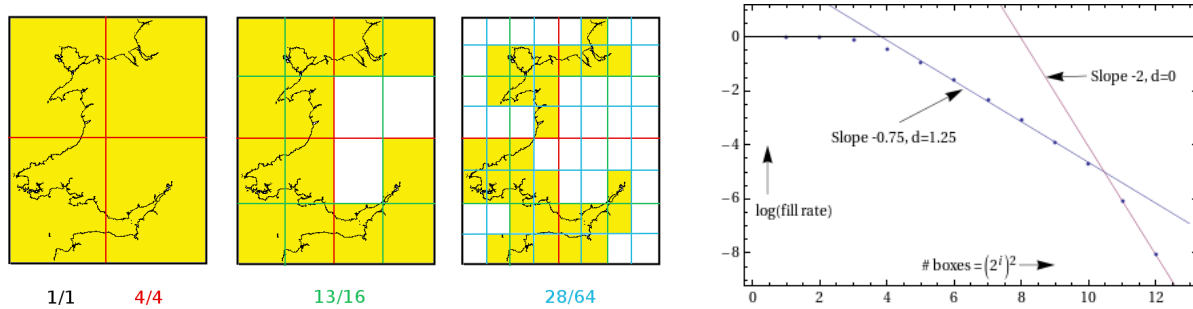 1/1
4/4
13/16
28/64
0
−2
−4
−6
−8
Slope -2, d=0
Slope -0.75, d=1.25
log(fill rate)
# boxes = (2^i)^2
0 2 4 6 8 10 12